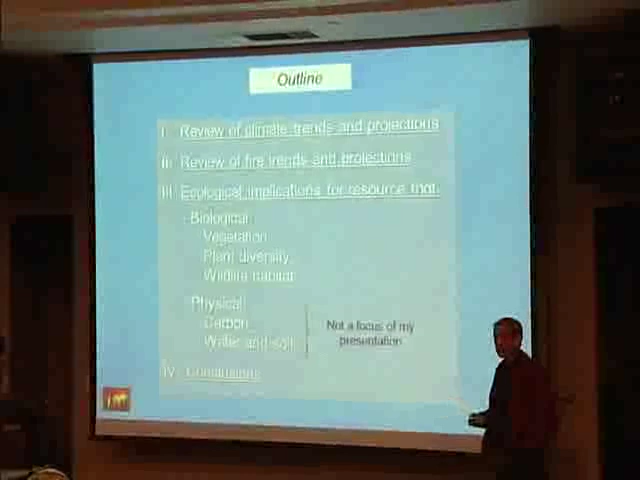 Outline
I. Review of climate trends and projections
II. Review of fire trends and projections
III. Ecological implications for resource mgt.
Biological
Vegetation
Plant diversity
Wildlife habitat
Physical
Carbon
Water and soil
Not a focus of my
presentation
IV. Conclusions